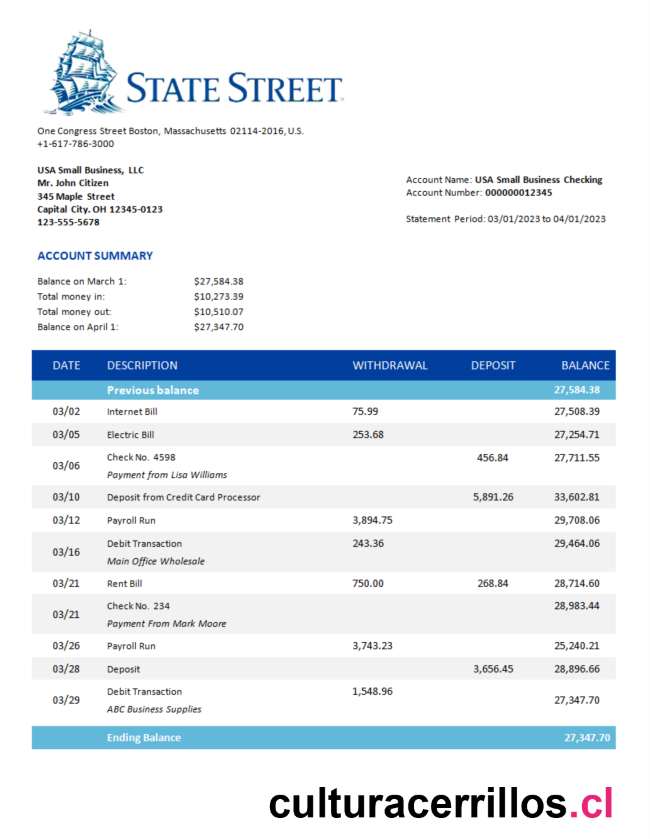 STATE STREET
One Congress Street Boston, Massachusetts 02114-2016, U.S.
+1-617-786-3000
USA Small Business, LLC
Mr. John Citizen
345 Maple Street
Capital City. OH 12345-0123
123-555-5678
Account Name: USA Small Business Checking
Account Number: 000000012345
Statement Period: 03/01/2023 to 04/01/2023
ACCOUNT SUMMARY
Balance on March 1: $27,584.38
Total money in: $10,273.39
Total money out: $10,510.07
Balance on April 1: $27,347.70
DATE DESCRIPTION WITHDRAWAL DEPOSIT BALANCE
Previous balance 27,584.38
03/02 Internet Bill 75.99 27,508.39
03/05 Electric Bill 253.68 27,254.71
03/06 Check No. 4598 456.84 27,711.55
Payment from Lisa Williams
03/10 Deposit from Credit Card Processor 5,891.26 33,602.81
03/12 Payroll Run 3,894.75 29,708.06
03/16 Debit Transaction 243.36 29,464.06
Main Office Wholesale
03/21 Rent Bill 750.00 268.84 28,714.60
03/21 Check No. 234 28,983.44
Payment From Mark Moore
03/26 Payroll Run 3,743.23 25,240.21
03/28 Deposit 3,656.45 28,896.66
03/29 Debit Transaction 1,548.96 27,347.70
ABC Business Supplies
Ending Balance 27,347.70
culturacerrillos.cl